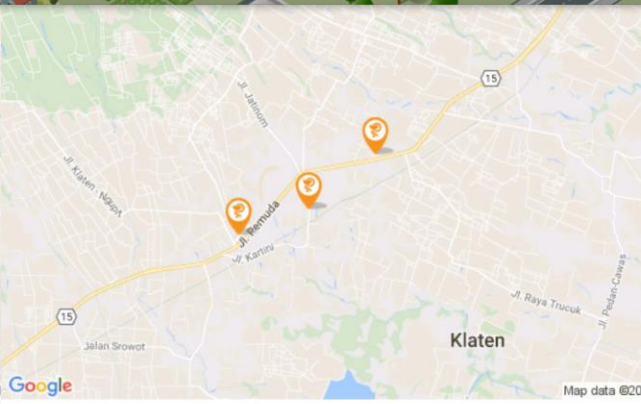 15
Jl. Jatinom
Jl. Klaten - Ngupit
Jl. Pemuda
Jl. Kartini
Jl. Pedan-Cawas
Jl. Raya Trucuk
15
Jalan Srowot
Klaten
Google
Map data ©20